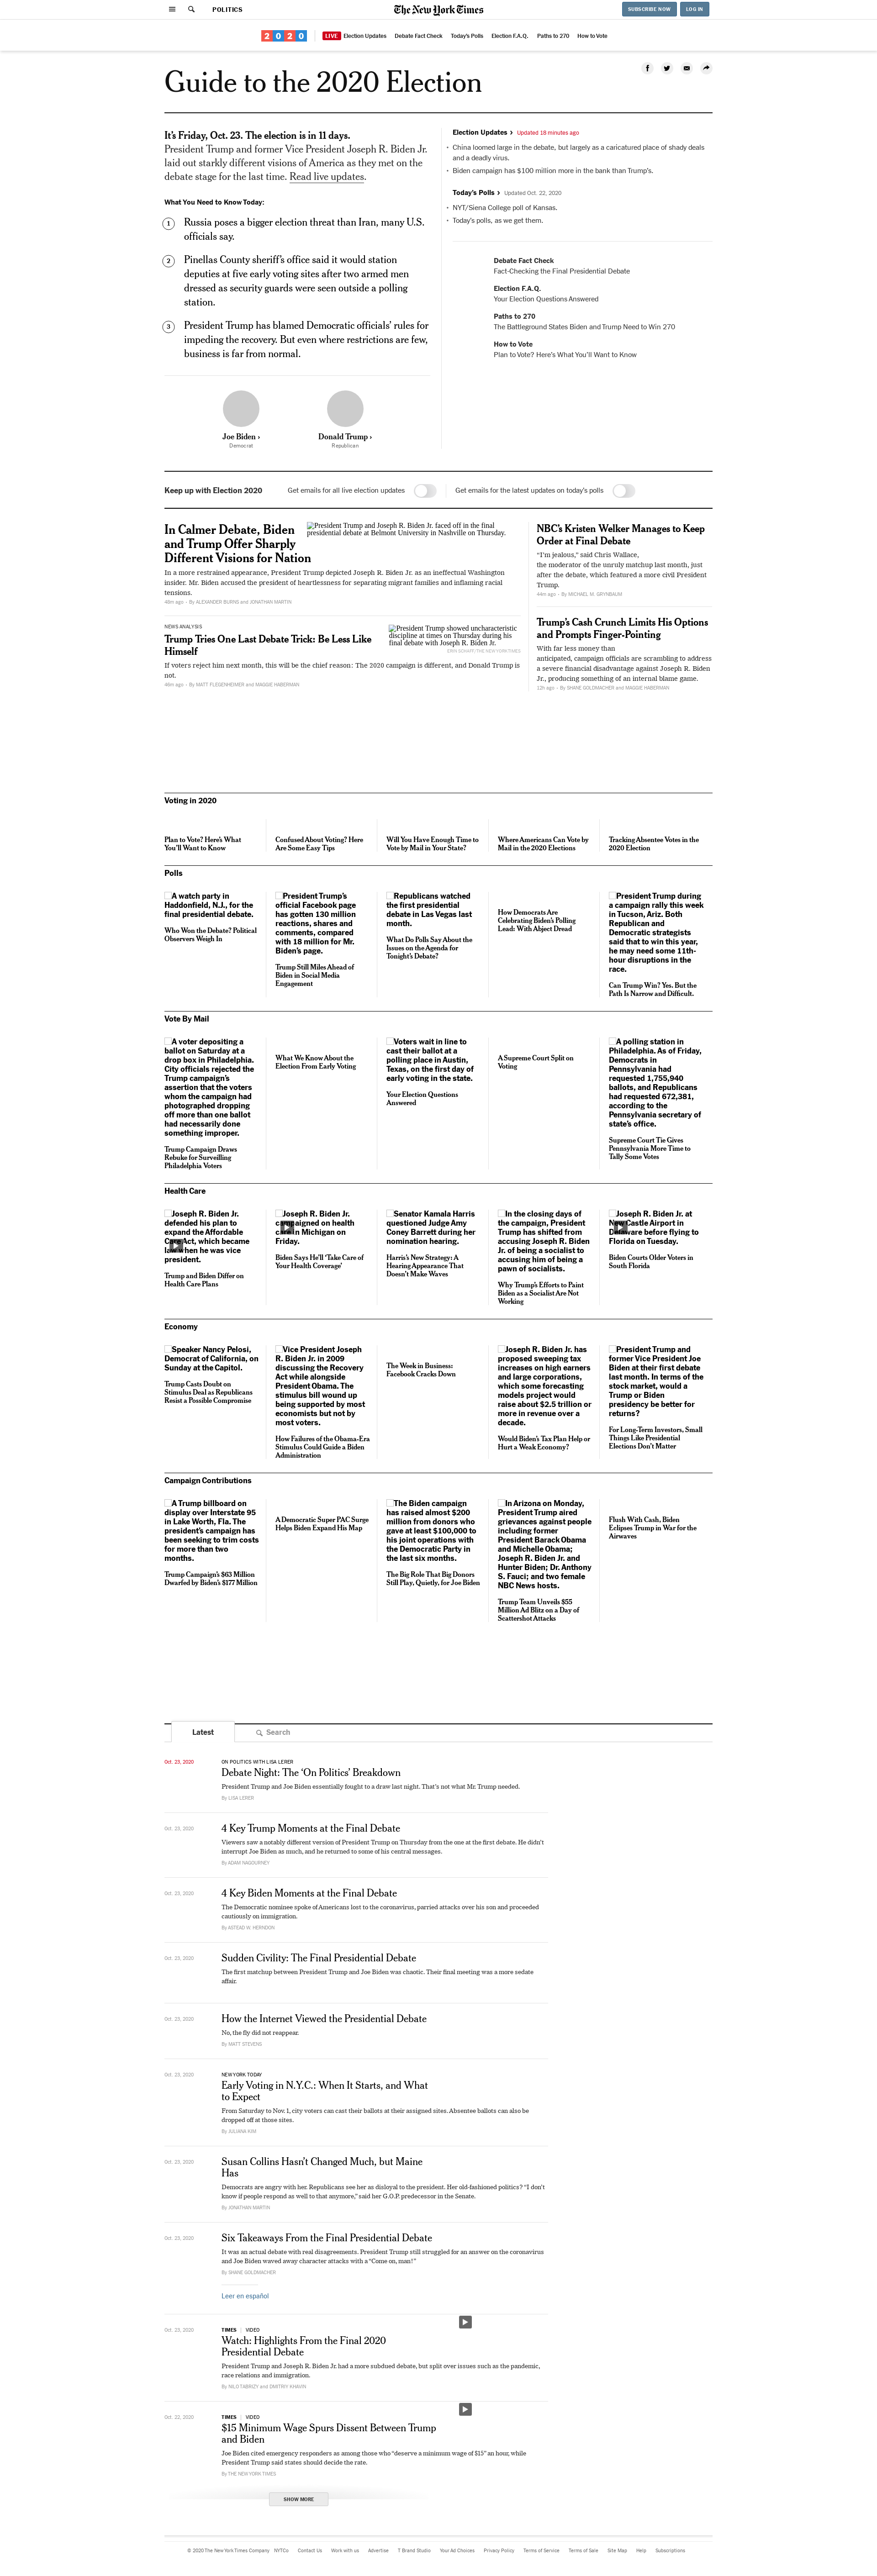 POLITICS
The New York Times
SUBSCRIBE NOW
LOG IN
2020
LIVE Election Updates
Debate Fact Check
Today's Polls
Election F.A.Q.
Paths to 270
How to Vote
Guide to the 2020 Election
It's Friday, Oct. 23. The election is in 11 days.
President Trump and former Vice President Joseph R. Biden Jr.
laid out starkly different visions of America as they met on the
debate stage for the last time. Read live updates.
What You Need to Know Today:
1 Russia poses a bigger election threat than Iran, many U.S.
officials say.
2 Pinellas County sheriff's office said it would station
deputies at five early voting sites after two armed men
dressed as security guards were seen outside a polling
station.
3 President Trump has blamed Democratic officials' rules for
impeding the recovery. But even where restrictions are few,
business is far from normal.
Joe Biden ›
Democrat
Donald Trump ›
Republican
Election Updates › Updated 18 minutes ago
• China loomed large in the debate, but largely as a caricatured place of shady deals
and a deadly virus.
• Biden campaign has $100 million more in the bank than Trump's.
Today's Polls › Updated Oct. 22, 2020
• NYT/Siena College poll of Kansas.
• Today's polls, as we get them.
Debate Fact Check
Fact-Checking the Final Presidential Debate
Election F.A.Q.
Your Election Questions Answered
Paths to 270
The Battleground States Biden and Trump Need to Win 270
How to Vote
Plan to Vote? Here's What You'll Want to Know
Keep up with Election 2020
Get emails for all live election updates
Get emails for the latest updates on today's polls
In Calmer Debate, Biden
and Trump Offer Sharply
Different Visions for Nation
President Trump and Joseph R. Biden Jr. faced off in the final
presidential debate at Belmont University in Nashville on Thursday.
In a more restrained appearance, President Trump depicted Joseph R. Biden Jr. as an ineffectual Washington
insider. Mr. Biden accused the president of heartlessness for separating migrant families and inflaming racial
tensions.
46m ago · By ALEXANDER BURNS and JONATHAN MARTIN
NEWS ANALYSIS
Trump Tries One Last Debate Trick: Be Less Like
Himself
President Trump showed uncharacteristic
discipline at times on Thursday during his
final debate with Joseph R. Biden Jr.
ERIN SCHAFF/THE NEW YORK TIMES
If voters reject him next month, this will be the chief reason: The 2020 campaign is different, and Donald Trump is
not.
46m ago · By MATT FLEGENHEIMER and MAGGIE HABERMAN
NBC's Kristen Welker Manages to Keep
Order at Final Debate
"I'm jealous," said Chris Wallace,
the moderator of the unruly matchup last month, just
after the debate, which featured a more civil President
Trump.
44m ago · By MICHAEL M. GRYNBAUM
Trump's Cash Crunch Limits His Options
and Prompts Finger-Pointing
With far less money than
anticipated, campaign officials are scrambling to address
a severe financial disadvantage against Joseph R. Biden
Jr., producing something of an internal blame game.
12h ago · By SHANE GOLDMACHER and MAGGIE HABERMAN
Voting in 2020
Plan to Vote? Here's What
You'll Want to Know
Confused About Voting? Here
Are Some Easy Tips
Will You Have Enough Time to
Vote by Mail in Your State?
Where Americans Can Vote by
Mail in the 2020 Elections
Tracking Absentee Votes in the
2020 Election
Polls
A watch party in
Haddonfield, N.J., for the
final presidential debate.
Who Won the Debate? Political
Observers Weigh In
President Trump's
official Facebook page
has gotten 130 million
reactions, shares and
comments, compared
with 18 million for Mr.
Biden's page.
Trump Still Miles Ahead of
Biden in Social Media
Engagement
Republicans watched
the first presidential
debate in Las Vegas last
month.
What Do Polls Say About the
Issues on the Agenda for
Tonight's Debate?
How Democrats Are
Celebrating Biden's Polling
Lead: With Abject Dread
President Trump during
a campaign rally this week
in Tucson, Ariz. Both
Republican and
Democratic strategists
said that to win this year,
he may need some 11th-
hour disruptions in the
race.
Can Trump Win? Yes. But the
Path Is Narrow and Difficult.
Vote By Mail
A voter depositing a
ballot on Saturday at a
drop box in Philadelphia.
City officials rejected the
Trump campaign's
assertion that the voters
whom the campaign had
photographed dropping
off more than one ballot
had necessarily done
something improper.
Trump Campaign Draws
Rebuke for Surveilling
Philadelphia Voters
What We Know About the
Election From Early Voting
Voters wait in line to
cast their ballot at a
polling place in Austin,
Texas, on the first day of
early voting in the state.
Your Election Questions
Answered
A Supreme Court Split on
Voting
A polling station in
Philadelphia. As of Friday,
Democrats in
Pennsylvania had
requested 1,755,940
ballots, and Republicans
had requested 672,381,
according to the
Pennsylvania secretary of
state's office.
Supreme Court Tie Gives
Pennsylvania More Time to
Tally Some Votes
Health Care
Joseph R. Biden Jr.
defended his plan to
expand the Affordable
Act, which became
en he was vice
president.
Trump and Biden Differ on
Health Care Plans
Joseph R. Biden Jr.
campaigned on health
in Michigan on
Friday.
Biden Says He'll 'Take Care of
Your Health Coverage'
Senator Kamala Harris
questioned Judge Amy
Coney Barrett during her
nomination hearing.
Harris's New Strategy: A
Hearing Appearance That
Doesn't Make Waves
In the closing days of
the campaign, President
Trump has shifted from
accusing Joseph R. Biden
Jr. of being a socialist to
accusing him of being a
pawn of socialists.
Why Trump's Efforts to Paint
Biden as a Socialist Are Not
Working
Joseph R. Biden Jr. at
Castle Airport in
before flying to
Florida on Tuesday.
Biden Courts Older Voters in
South Florida
Economy
Speaker Nancy Pelosi,
Democrat of California, on
Sunday at the Capitol.
Trump Casts Doubt on
Stimulus Deal as Republicans
Resist a Possible Compromise
Vice President Joseph
R. Biden Jr. in 2009
discussing the Recovery
Act while alongside
President Obama. The
stimulus bill wound up
being supported by most
economists but not by
most voters.
How Failures of the Obama-Era
Stimulus Could Guide a Biden
Administration
The Week in Business:
Facebook Cracks Down
Joseph R. Biden Jr. has
proposed sweeping tax
increases on high earners
and large corporations,
which some forecasting
models project would
raise about $2.5 trillion or
more in revenue over a
decade.
Would Biden's Tax Plan Help or
Hurt a Weak Economy?
President Trump and
former Vice President Joe
Biden at their first debate
last month. In terms of the
stock market, would a
Trump or Biden
presidency be better for
returns?
For Long-Term Investors, Small
Things Like Presidential
Elections Don't Matter
Campaign Contributions
A Trump billboard on
display over Interstate 95
in Lake Worth, Fla. The
president's campaign has
been seeking to trim costs
for more than two
months.
Trump Campaign's $63 Million
Dwarfed by Biden's $177 Million
A Democratic Super PAC Surge
Helps Biden Expand His Map
The Biden campaign
has raised almost $200
million from donors who
gave at least $100,000 to
his joint operations with
the Democratic Party in
the last six months.
The Big Role That Big Donors
Still Play, Quietly, for Joe Biden
In Arizona on Monday,
President Trump aired
grievances against people
including former
President Barack Obama
and Michelle Obama;
Joseph R. Biden Jr. and
Hunter Biden; Dr. Anthony
S. Fauci; and two female
NBC News hosts.
Trump Team Unveils $55
Million Ad Blitz on a Day of
Scattershot Attacks
Flush With Cash, Biden
Eclipses Trump in War for the
Airwaves
Latest
Search
Oct. 23, 2020
ON POLITICS WITH LISA LERER
Debate Night: The 'On Politics' Breakdown
President Trump and Joe Biden essentially fought to a draw last night. That's not what Mr. Trump needed.
By LISA LERER
Oct. 23, 2020
4 Key Trump Moments at the Final Debate
Viewers saw a notably different version of President Trump on Thursday from the one at the first debate. He didn't
interrupt Joe Biden as much, and he returned to some of his central messages.
By ADAM NAGOURNEY
Oct. 23, 2020
4 Key Biden Moments at the Final Debate
The Democratic nominee spoke of Americans lost to the coronavirus, parried attacks over his son and proceeded
cautiously on immigration.
By ASTEAD W. HERNDON
Oct. 23, 2020
Sudden Civility: The Final Presidential Debate
The first matchup between President Trump and Joe Biden was chaotic. Their final meeting was a more sedate
affair.
Oct. 23, 2020
How the Internet Viewed the Presidential Debate
No, the fly did not reappear.
By MATT STEVENS
Oct. 23, 2020
NEW YORK TODAY
Early Voting in N.Y.C.: When It Starts, and What
to Expect
From Saturday to Nov. 1, city voters can cast their ballots at their assigned sites. Absentee ballots can also be
dropped off at those sites.
By JULIANA KIM
Oct. 23, 2020
Susan Collins Hasn't Changed Much, but Maine
Has
Democrats are angry with her. Republicans see her as disloyal to the president. Her old-fashioned politics? "I don't
know if people respond as well to that anymore," said her G.O.P. predecessor in the Senate.
By JONATHAN MARTIN
Oct. 23, 2020
Six Takeaways From the Final Presidential Debate
It was an actual debate with real disagreements. President Trump still struggled for an answer on the coronavirus
and Joe Biden waved away character attacks with a "Come on, man!"
By SHANE GOLDMACHER
Leer en español
Oct. 23, 2020
TIMES | VIDEO
Watch: Highlights From the Final 2020
Presidential Debate
President Trump and Joseph R. Biden Jr. had a more subdued debate, but split over issues such as the pandemic,
race relations and immigration.
By NILO TABRIZY and DMITRIY KHAVIN
Oct. 22, 2020
TIMES | VIDEO
$15 Minimum Wage Spurs Dissent Between Trump
and Biden
Joe Biden cited emergency responders as among those who "deserve a minimum wage of $15" an hour, while
President Trump said states should decide the rate.
By THE NEW YORK TIMES
SHOW MORE
© 2020 The New York Times Company
NYTCo
Contact Us
Work with us
Advertise
T Brand Studio
Your Ad Choices
Privacy Policy
Terms of Service
Terms of Sale
Site Map
Help
Subscriptions